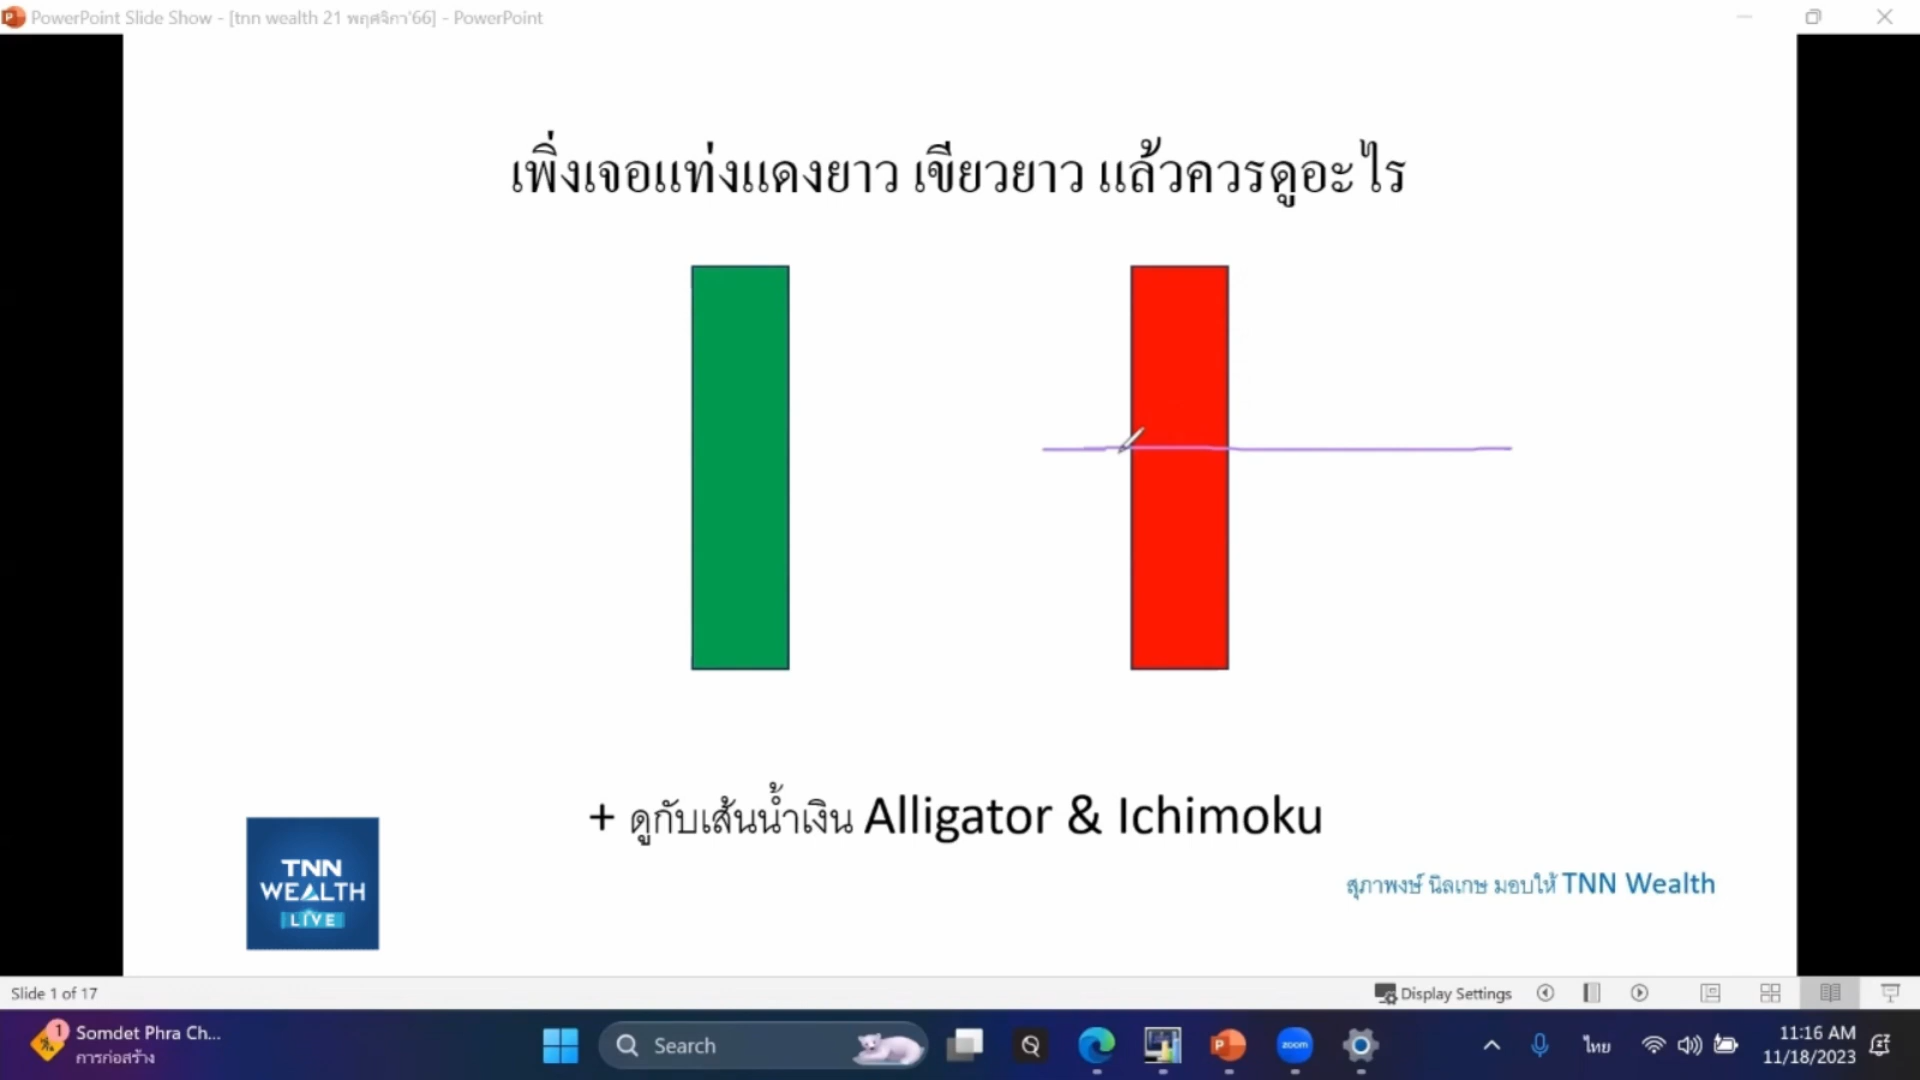 PowerPoint Slide Show - [tnn wealth 21 พฤศจิกา'66] - PowerPoint
เพิ่งเจอแท่งแดงยาว เขียวยาว แล้วควรดูอะไร
+ ดูกับเส้นน้ำเงิน Alligator & Ichimoku
TNN
WEALTH
LIVE
สุภาพงษ์ นิลเกษ มอบให้ TNN Wealth
Slide 1 of 17
Display Settings
1
Somdet Phra Ch...
การก่อสร้าง
Search
zoom
ไทย
11:16 AM
11/18/2023